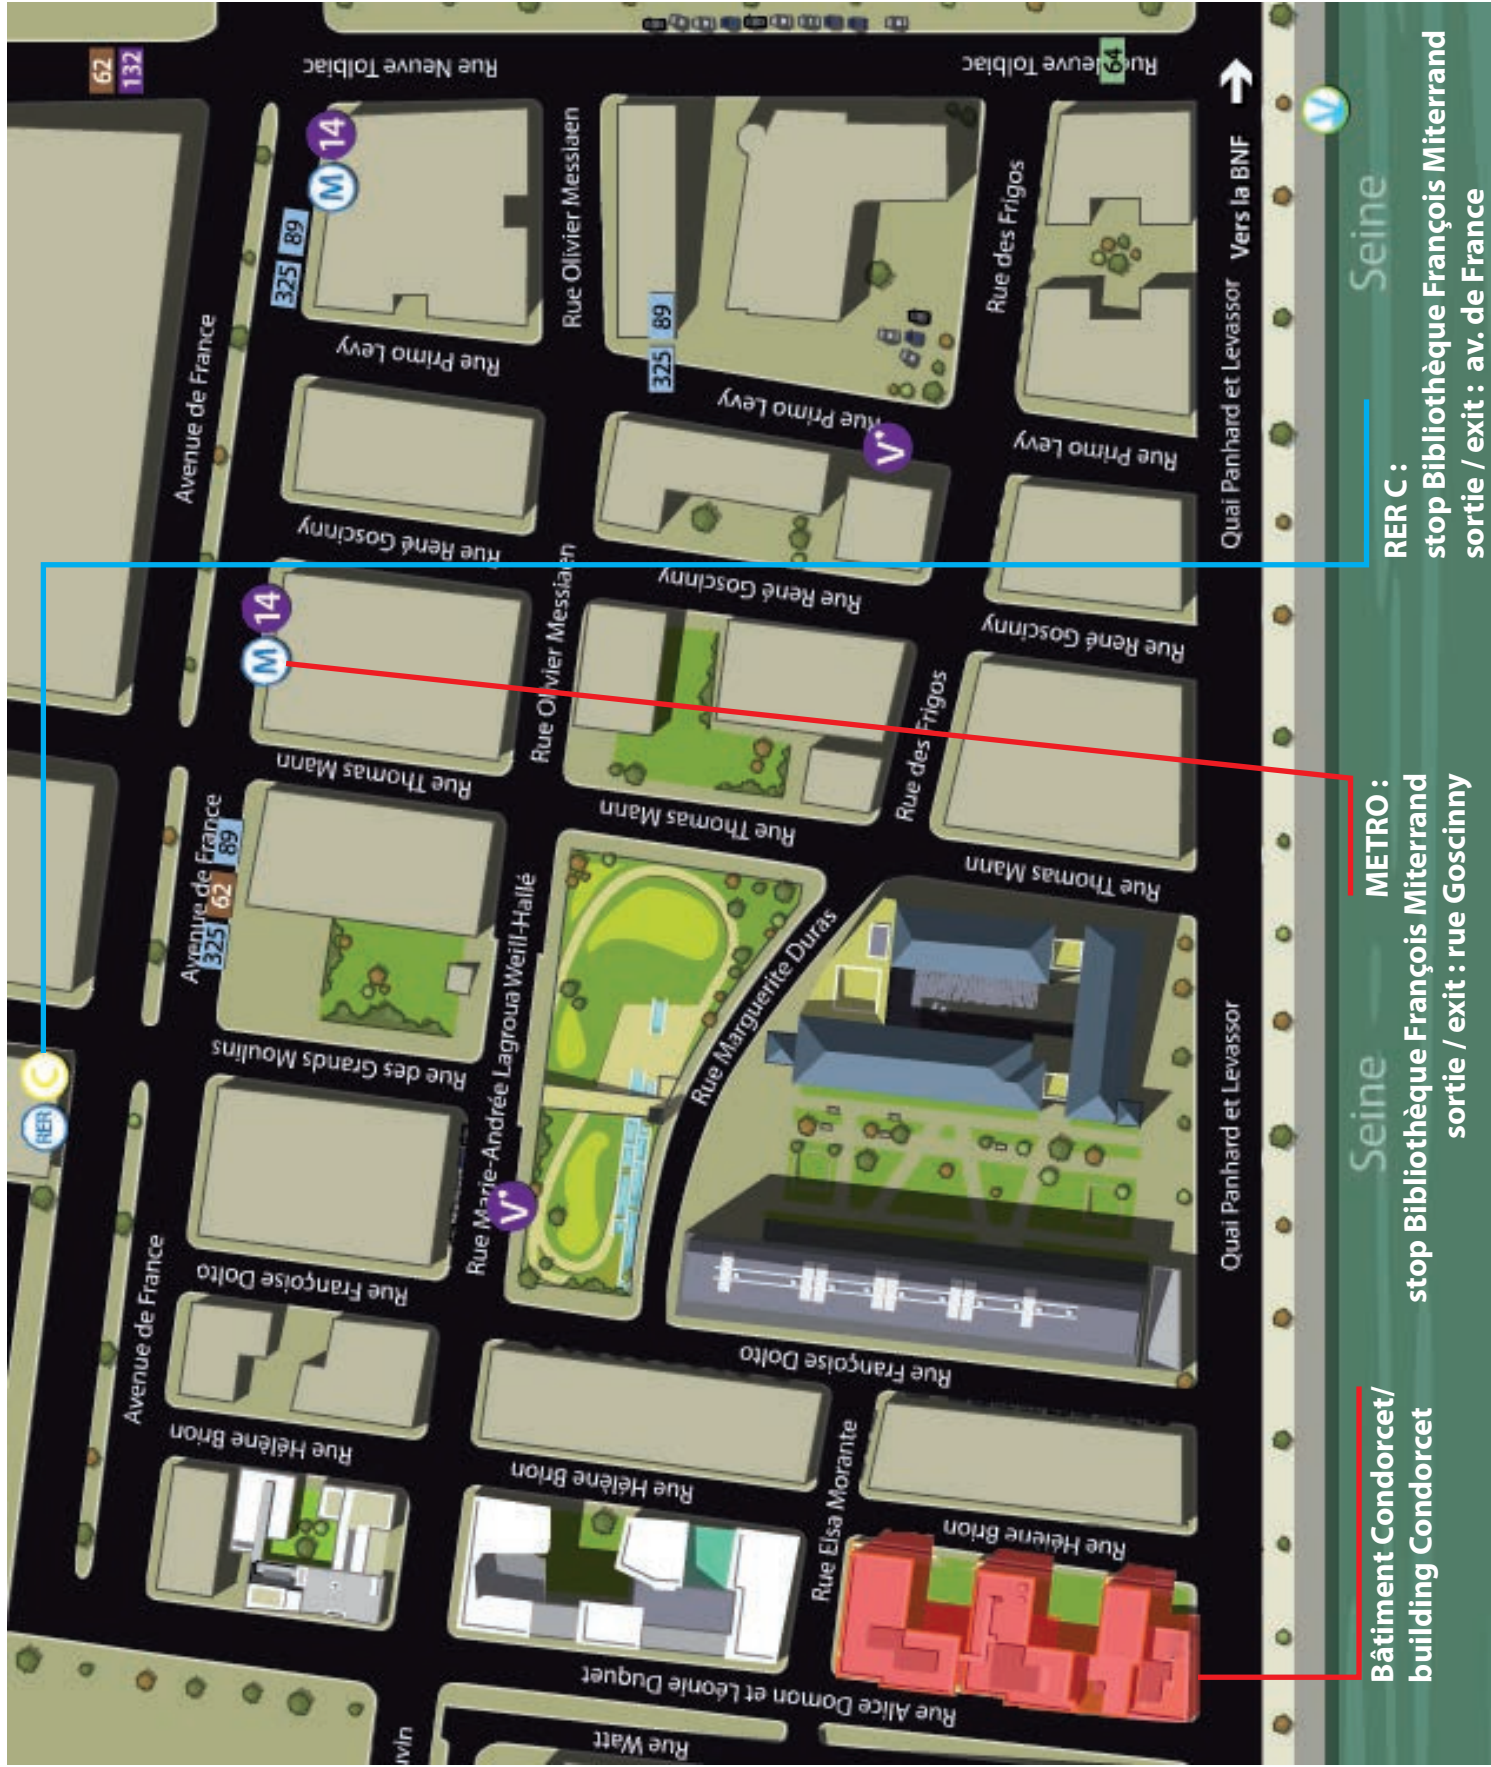 62
132
Rue Neuve Tolbiac
Rue Neuve Tolbiac
64
14
M
325 89
Rue Olivier Messiaen
Rue des Frigos
Vers la BNF
V
Seine
Avenue de France
Rue Primo Levy
325 89
Rue Primo Levy
V
Rue Primo Levy
Quai Panhard et Levassor
Rue René Goscinny
Rue René Goscinny
Rue René Goscinny
14
M
Rue Olivier Messiaen
Rue des Frigos
Rue Thomas Mann
Rue Thomas Mann
Rue Thomas Mann
Avenue de France
325 62 89
Rue des Grands Moulins
Rue Marie-Andrée Lagroua Weill-Hallé
Rue Marguerite Duras
Quai Panhard et Levassor
Seine
RER C
V
Avenue de France
Rue Françoise Dolto
Rue Françoise Dolto
Rue Hélène Brion
Rue Hélène Brion
Rue Hélène Brion
Rue Elsa Morante
Rue Alice Domon et Léonie Duquet
Rue Watt
uvin
RER C :
stop Bibliothèque François Miterrand
sortie / exit : av. de France
METRO :
stop Bibliothèque François Miterrand
sortie / exit : rue Goscinny
Bâtiment Condorcet/
building Condorcet